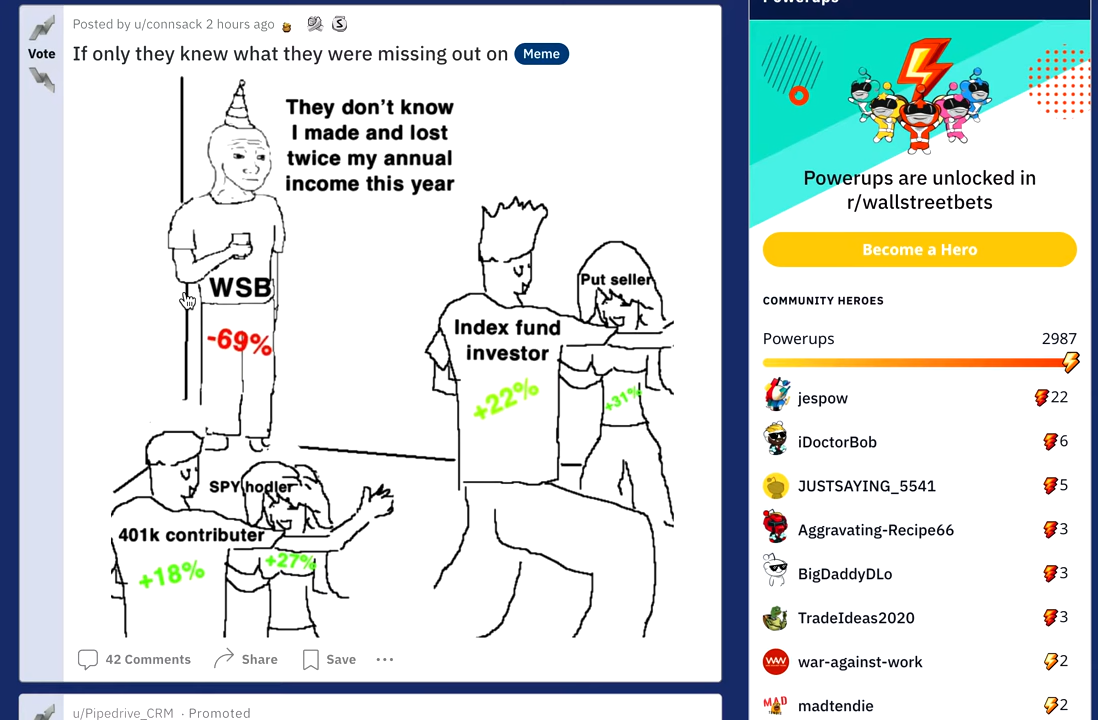 Posted by u/connsack 2 hours ago
Vote
If only they knew what they were missing out on Meme
They don't know
I made and lost
twice my annual
income this year
WSB
-69%
Put seller
Index fund
investor
+22%
+31%
SPY hodler
401k contributer
+18%
+27%
42 Comments Share Save
u/Pipedrive_CRM · Promoted
Powerups are unlocked in
r/wallstreetbets
Become a Hero
COMMUNITY HEROES
Powerups 2987
jespow 22
iDoctorBob 6
JUSTSAYING_5541 5
Aggravating-Recipe66 3
BigDaddyDLo 3
TradeIdeas2020 3
war-against-work 2
MAD madtendie 2